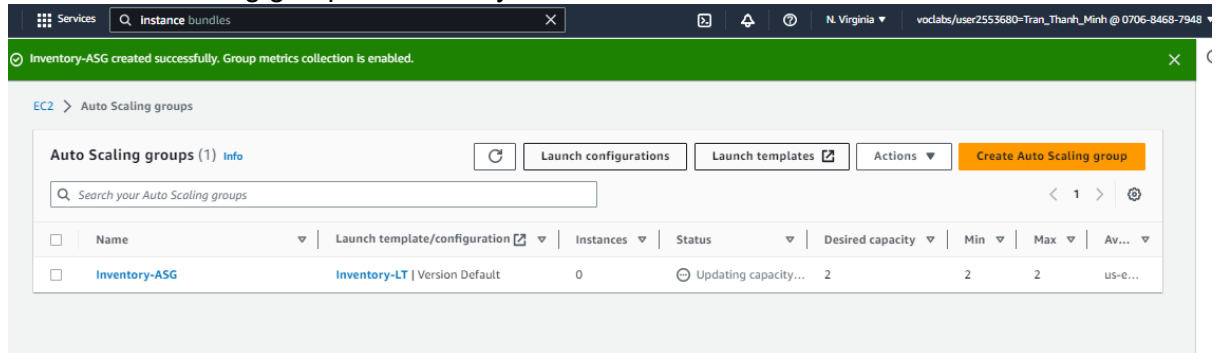 Services instance bundles N. Virginia ▼ voclabs/user2553680=Tran_Thanh_Minh @ 0706-8468-7948 ▼
Inventory-ASG created successfully. Group metrics collection is enabled.
EC2 > Auto Scaling groups
Auto Scaling groups (1) Info Launch configurations Launch templates Actions ▼ Create Auto Scaling group
Search your Auto Scaling groups < 1 >
Name Launch template/configuration Instances Status Desired capacity Min Max Av...
Inventory-ASG Inventory-LT | Version Default 0 Updating capacity... 2 2 2 us-e...